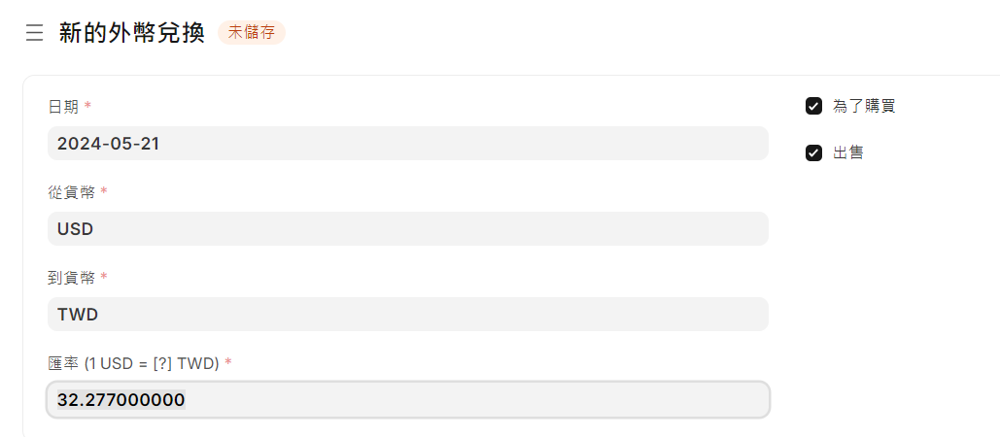 新的外幣兌換 未儲存
日期 *
2024-05-21
從貨幣 *
USD
到貨幣 *
TWD
匯率 (1 USD = [?] TWD) *
32.277000000
為了購買
出售